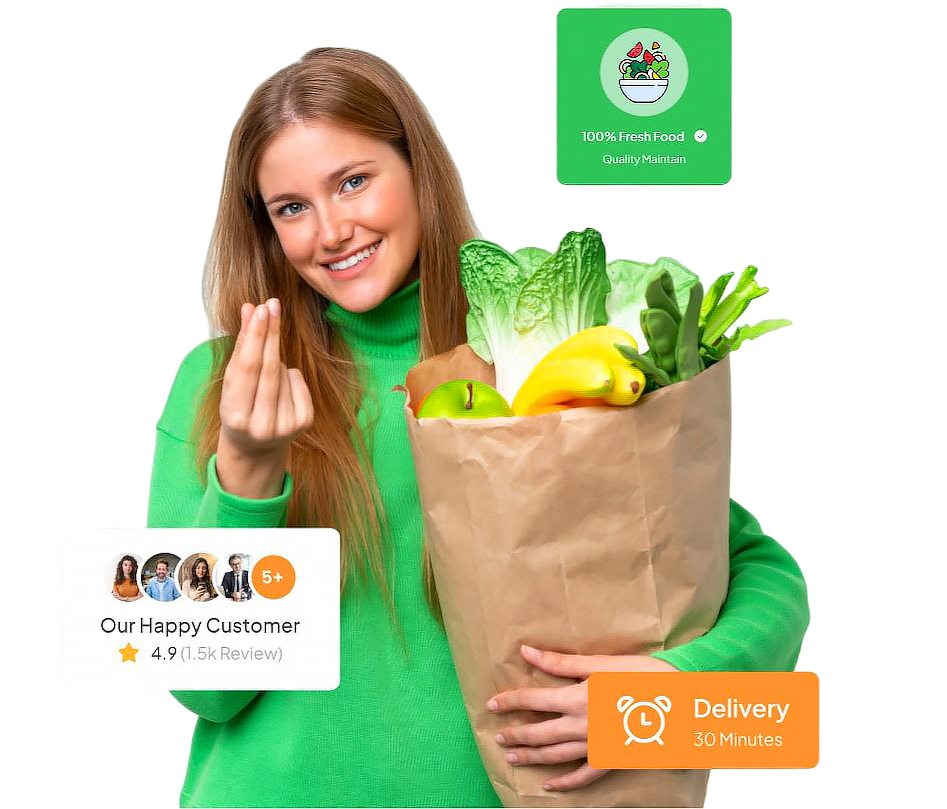 100% Fresh Food
Quality Maintain
5+
Our Happy Customer
4.9 (1.5k Review)
Delivery
30 Minutes